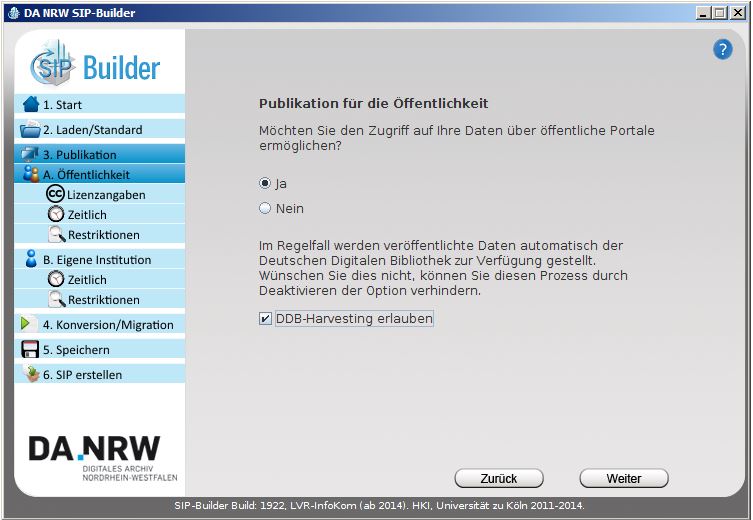 DA NRW SIP-Builder
SIP Builder
?
1. Start
2. Laden/Standard
3. Publikation
A. Öffentlichkeit
cc Lizenzangaben
Zeitlich
Restriktionen
B. Eigene Institution
Zeitlich
Restriktionen
4. Konversion/Migration
5. Speichern
6. SIP erstellen
DA.NRW
DIGITALES ARCHIV
NORDRHEIN-WESTFALEN
Publikation für die Öffentlichkeit
Möchten Sie den Zugriff auf Ihre Daten über öffentliche Portale
ermöglichen?
Ja
Nein
Im Regelfall werden veröffentlichte Daten automatisch der
Deutschen Digitalen Bibliothek zur Verfügung gestellt.
Wünschen Sie dies nicht, können Sie diesen Prozess durch
Deaktivieren der Option verhindern.
DDB-Harvesting erlauben
Zurück
Weiter
SIP-Builder Build: 1922, LVR-InfoKom (ab 2014). HKI, Universität zu Köln 2011-2014.